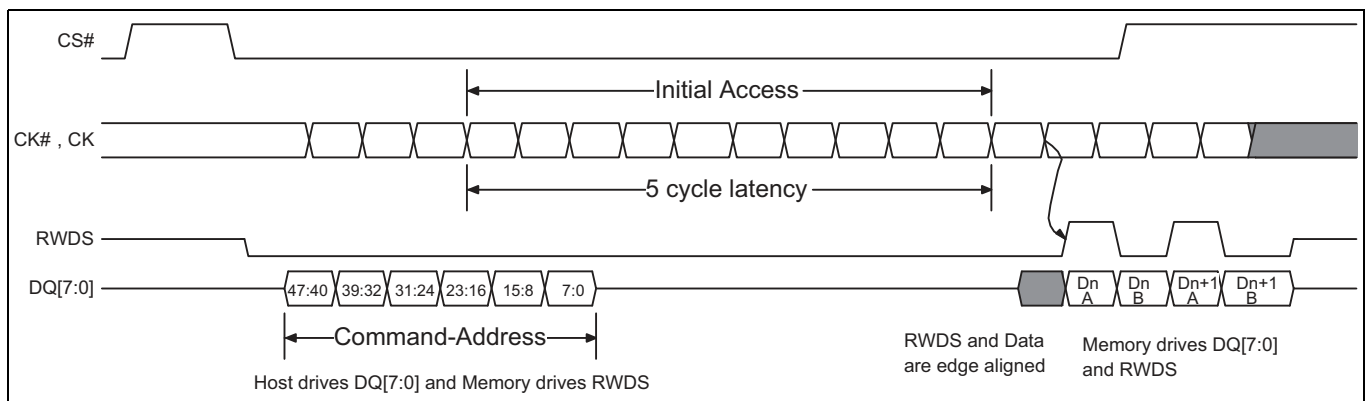 CS#
Initial Access
CK# , CK
5 cycle latency
RWDS
DQ[7:0]
47:40 39:32 31:24 23:16 15:8 7:0
Dn A
Dn B
Dn+1 A
Dn+1 B
Command-Address
Host drives DQ[7:0] and Memory drives RWDS
RWDS and Data
are edge aligned
Memory drives DQ[7:0]
and RWDS